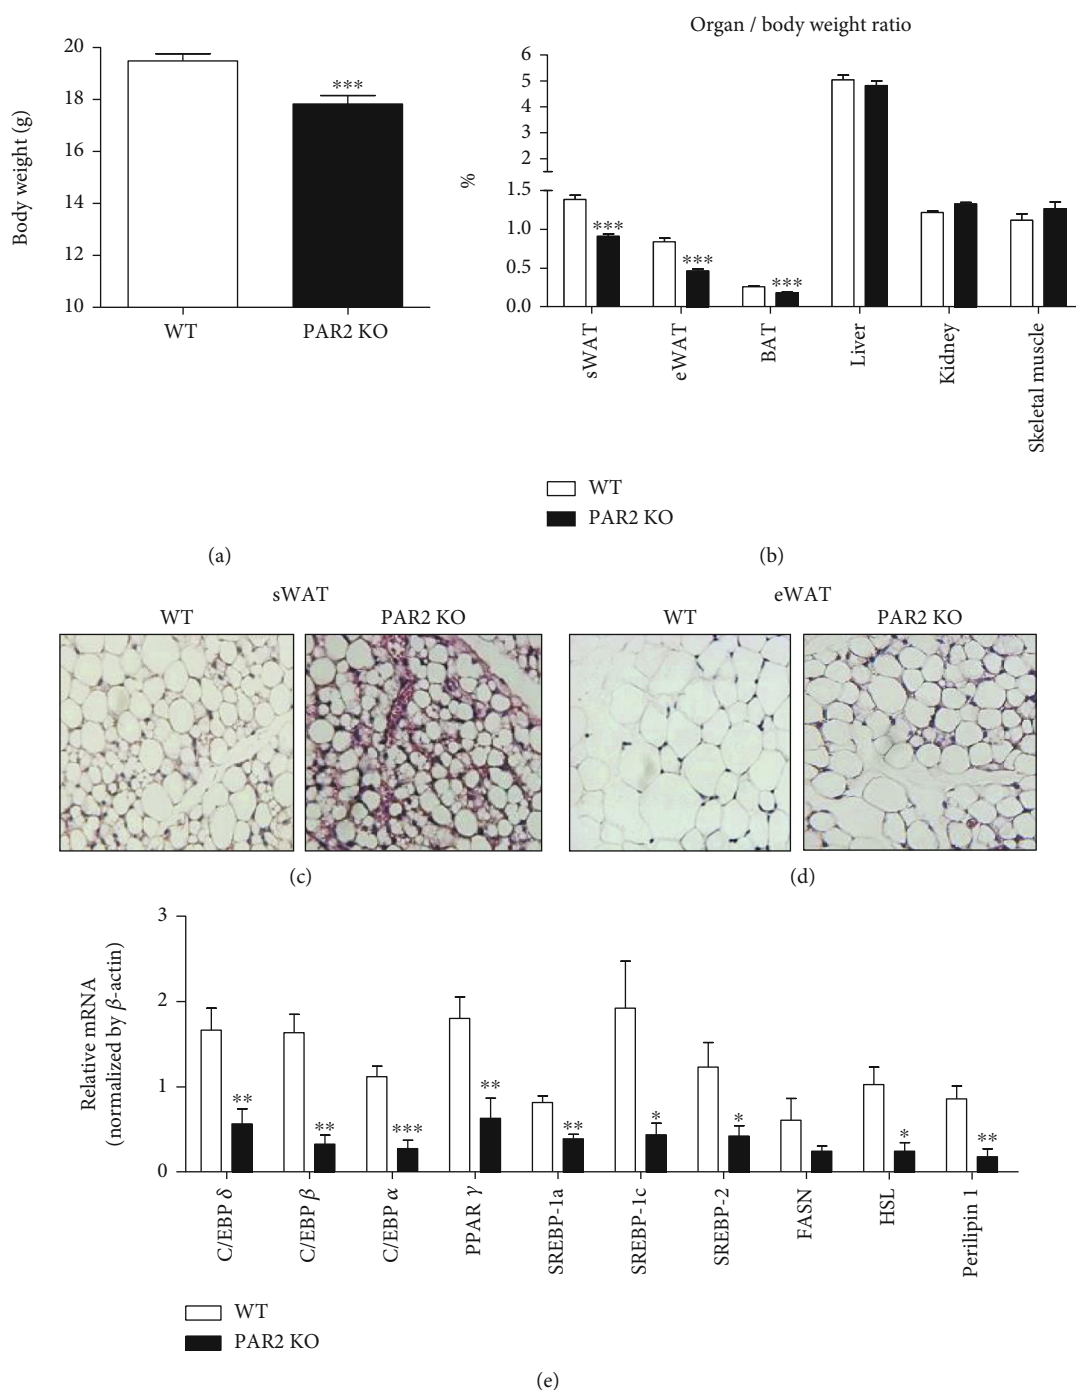 20
18
16
14
12
10
Body weight (g)
***
WT
PAR2 KO
(a)
Organ / body weight ratio
6
5
4
3
2
1.5
1.0
0.5
0.0
%
***
***
***
sWAT
eWAT
BAT
Liver
Kidney
Skeletal muscle
WT
PAR2 KO
(b)
sWAT
WT
PAR2 KO
(c)
eWAT
WT
PAR2 KO
(d)
3
2
1
0
Relative mRNA
(normalized by β-actin)
**
**
***
**
**
*
*
*
**
C/EBP δ
C/EBP β
C/EBP α
PPAR γ
SREBP-1a
SREBP-1c
SREBP-2
FASN
HSL
Perilipin 1
WT
PAR2 KO
(e)